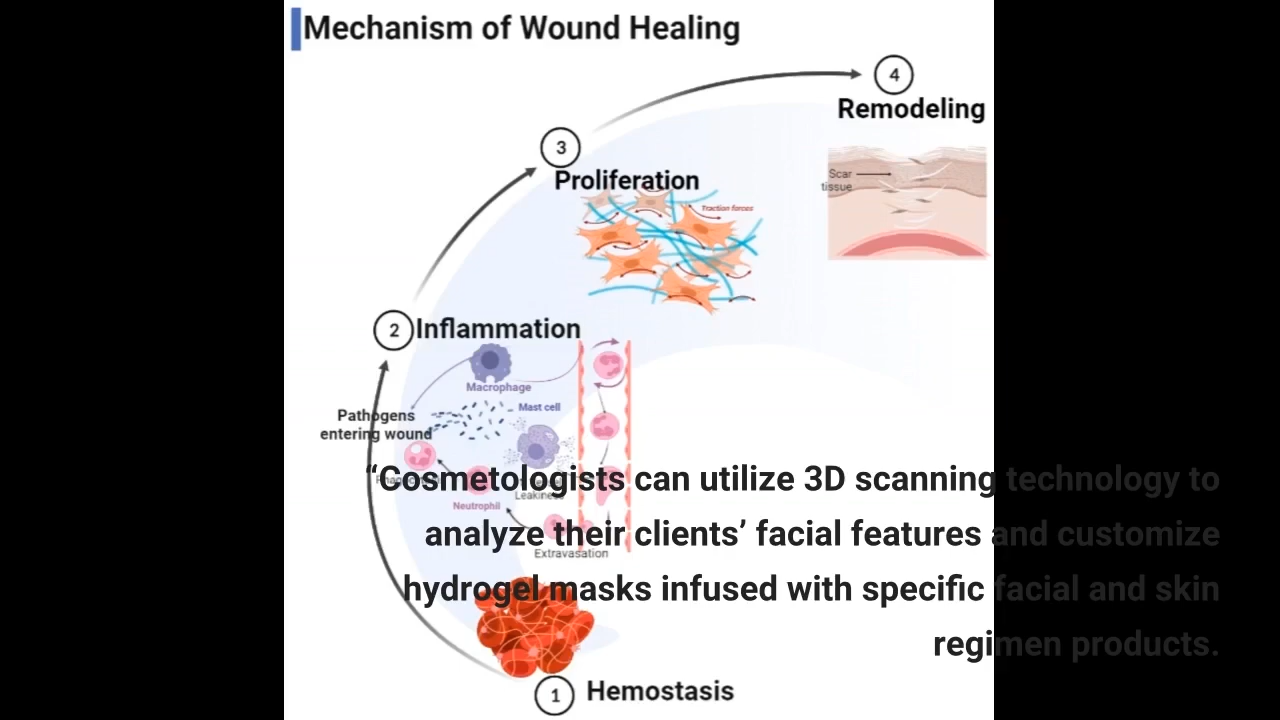 Mechanism of Wound Healing
4
Remodeling
3
Proliferation
Scar
tissue
Traction forces
2
Inflammation
Macrophage
Mast cell
Pathogens
entering wound
“Cosmetologists can utilize 3D scanning technology to
Leakiness
Neutrophil
analyze their clients’ facial features and customize
Extravasation
hydrogel masks infused with specific facial and skin
regimen products.
1
Hemostasis